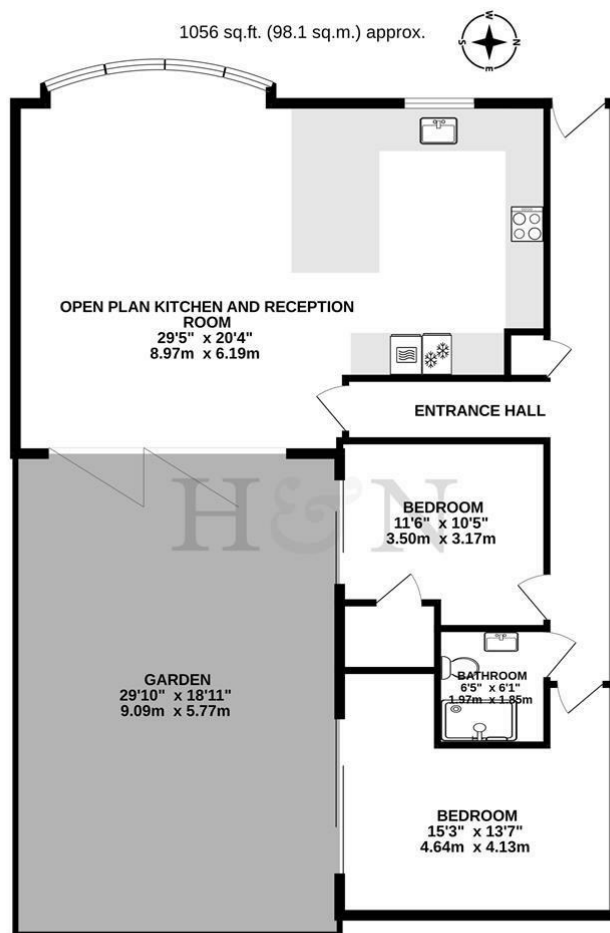 1056 sq.ft. (98.1 sq.m.) approx.
W
S
N
E
OPEN PLAN KITCHEN AND RECEPTION
ROOM
29'5" x 20'4"
8.97m x 6.19m
ENTRANCE HALL
H&N
BEDROOM
11'6" x 10'5"
3.50m x 3.17m
GARDEN
29'10" x 18'11"
9.09m x 5.77m
BATHROOM
6'5" x 6'1"
1.97m x 1.85m
BEDROOM
15'3" x 13'7"
4.64m x 4.13m